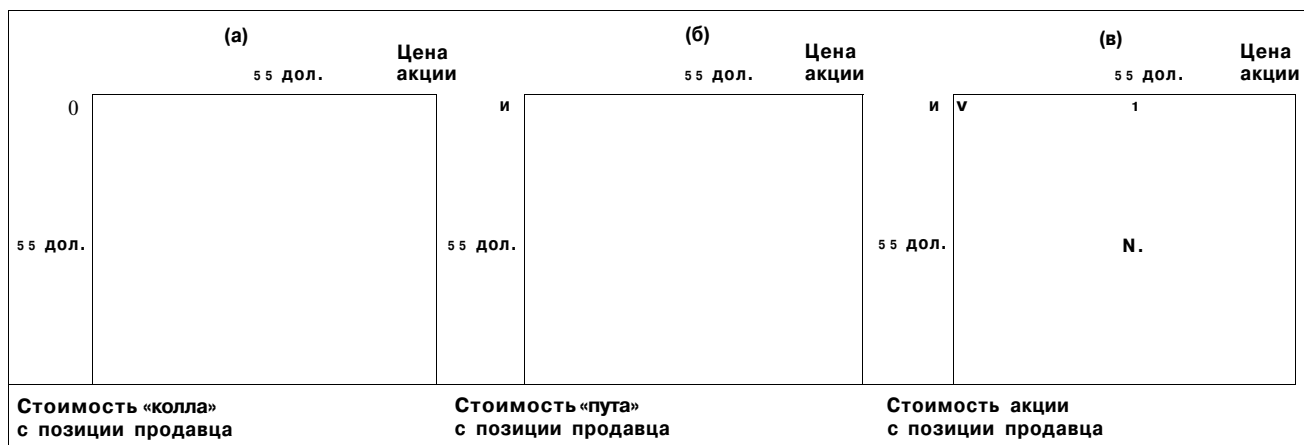 (а)
Цена
акции
55 дол.
0
55 дол.
Стоимость «колла»
с позиции продавца
(б)
Цена
акции
55 дол.
и
55 дол.
Стоимость «пута»
с позиции продавца
(в)
Цена
акции
55 дол.
и
V
1
55 дол.
N.
Стоимость акции
с позиции продавца